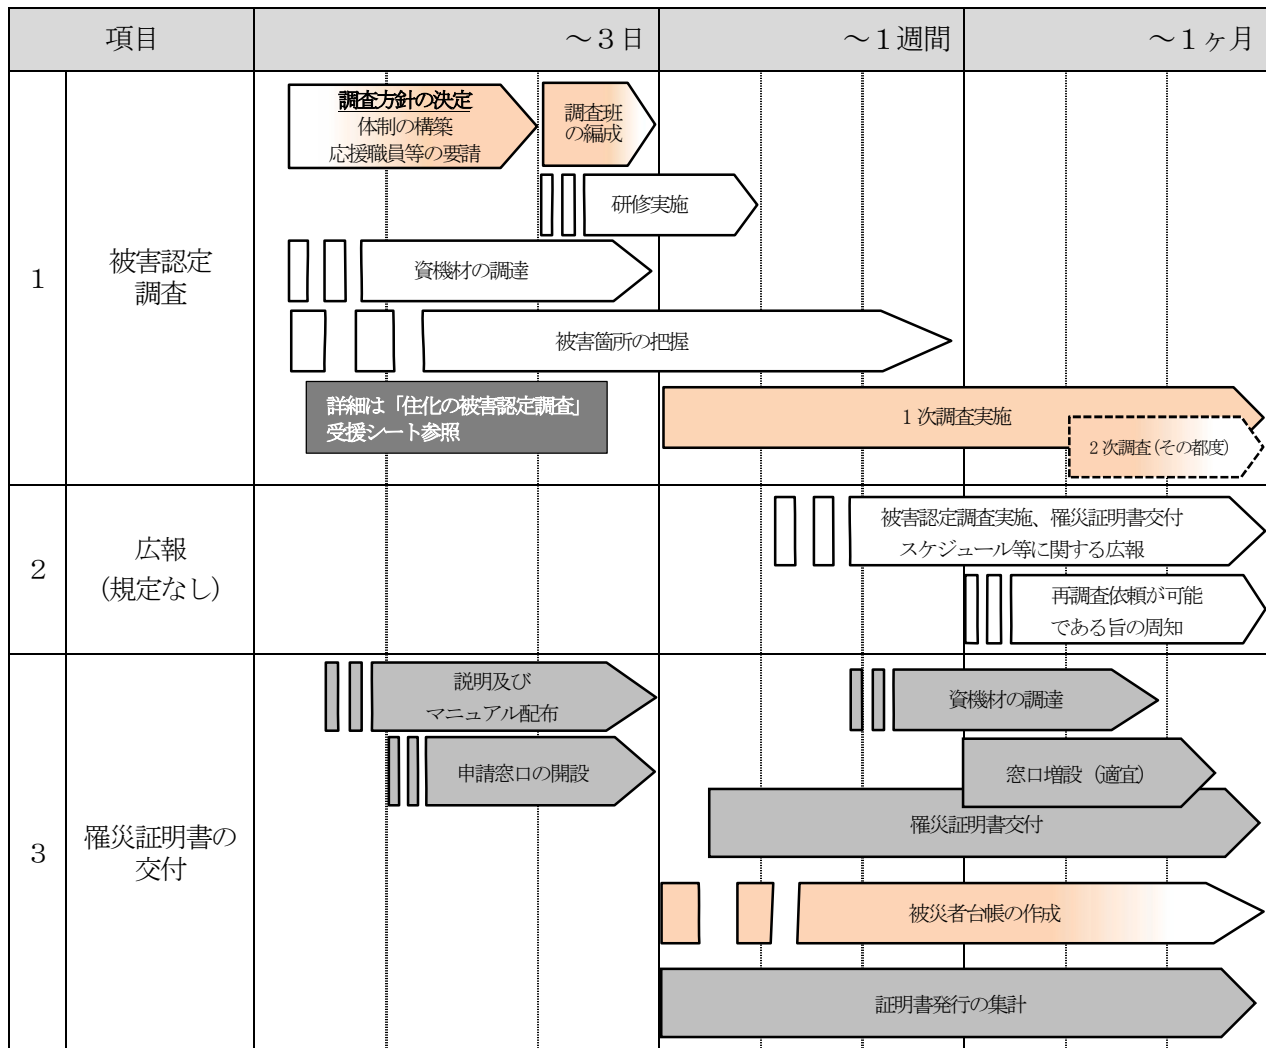 項目
～３日
～１週間
～１ヶ月
1
被害認定
調査
調査方針の決定
体制の構築
応援職員等の要請
調査班
の編成
研修実施
資機材の調達
被害箇所の把握
詳細は「住化の被害認定調査」
受援シート参照
1 次調査実施
2 次調査(その都度)
2
広報
(規定なし)
被害認定調査実施、罹災証明書交付
スケジュール等に関する広報
再調査依頼が可能
である旨の周知
3
罹災証明書の
交付
説明及び
マニュアル配布
資機材の調達
申請窓口の開設
窓口増設（適宜）
罹災証明書交付
被災者台帳の作成
証明書発行の集計